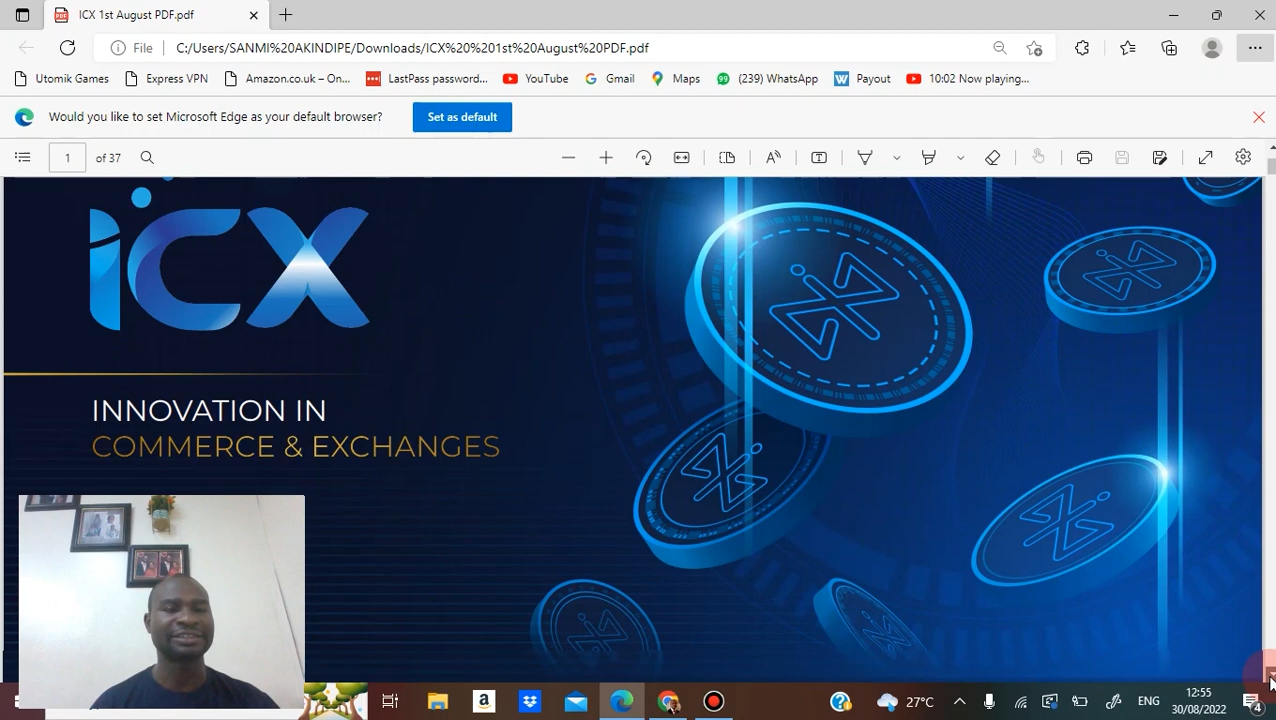 ICX 1st August PDF.pdf
File C:/Users/SANMI%20AKINDIPE/Downloads/ICX%20%201st%20August%20PDF.pdf
Utomik Games Express VPN Amazon.co.uk – On... LastPass password... YouTube Gmail Maps (239) WhatsApp Payout 10:02 Now playing...
Would you like to set Microsoft Edge as your default browser? Set as default
1 of 37
iCX
INNOVATION IN
COMMERCE & EXCHANGES
27°C ENG 12:55
30/08/2022 4